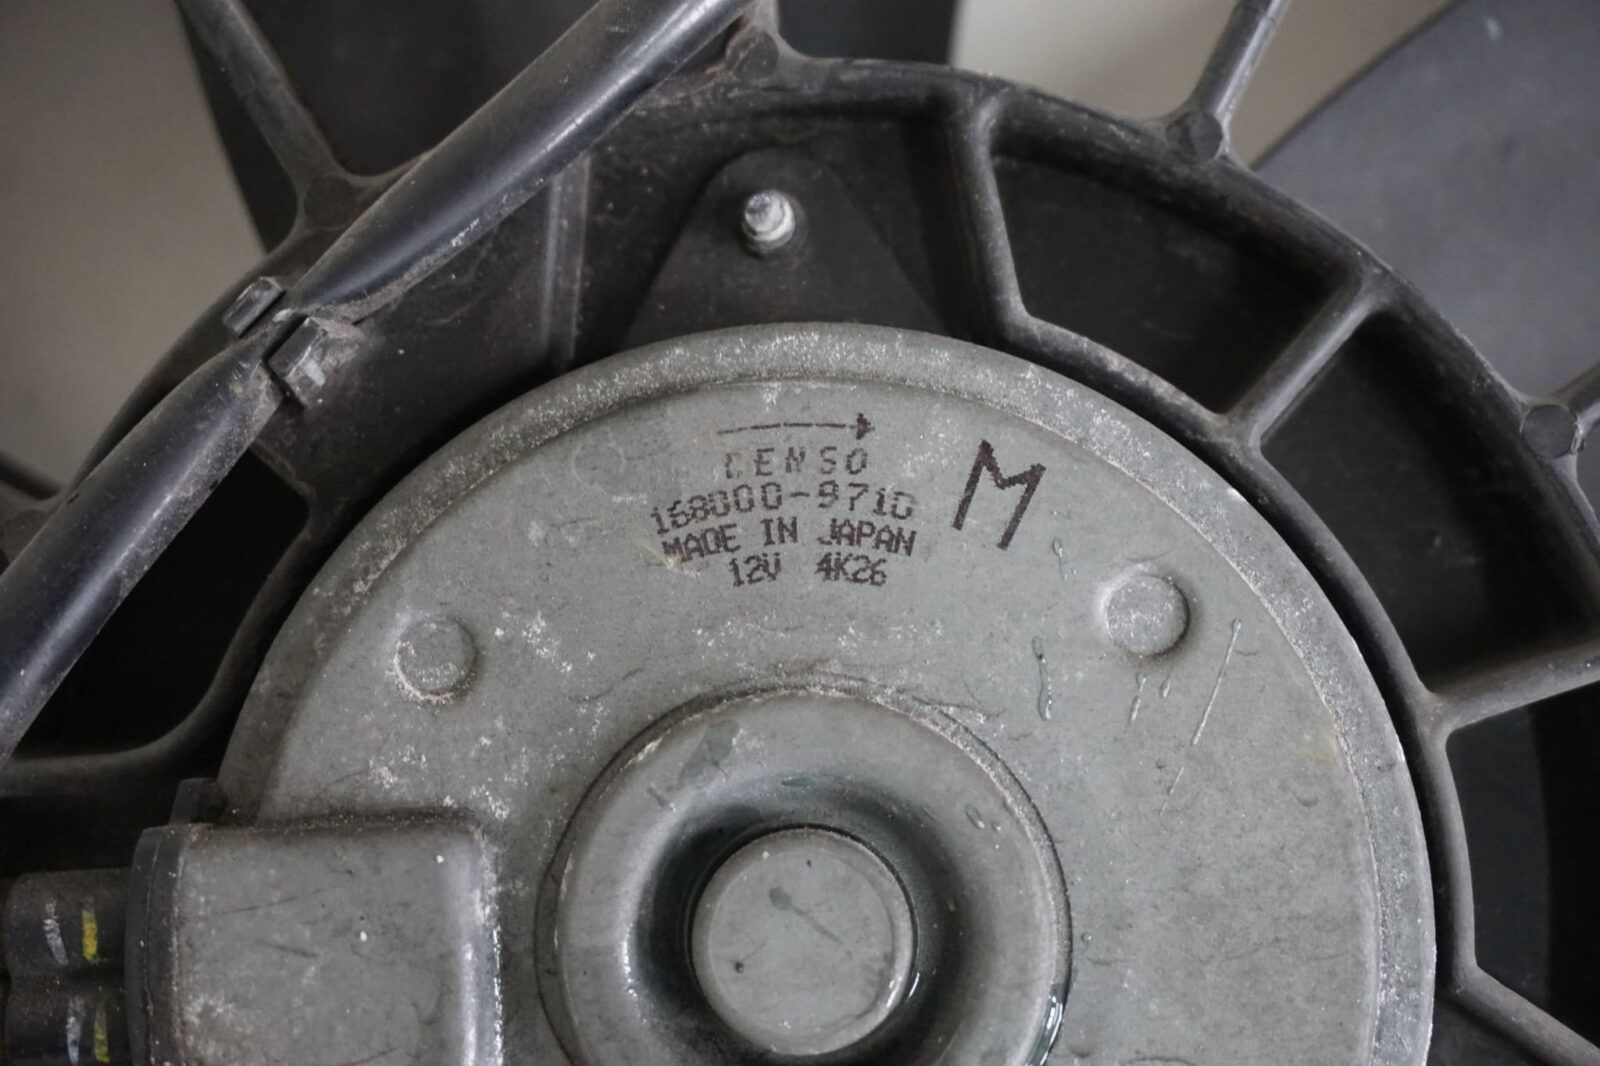 DENSO
168000-9710
M
MADE IN JAPAN
12V 4K26